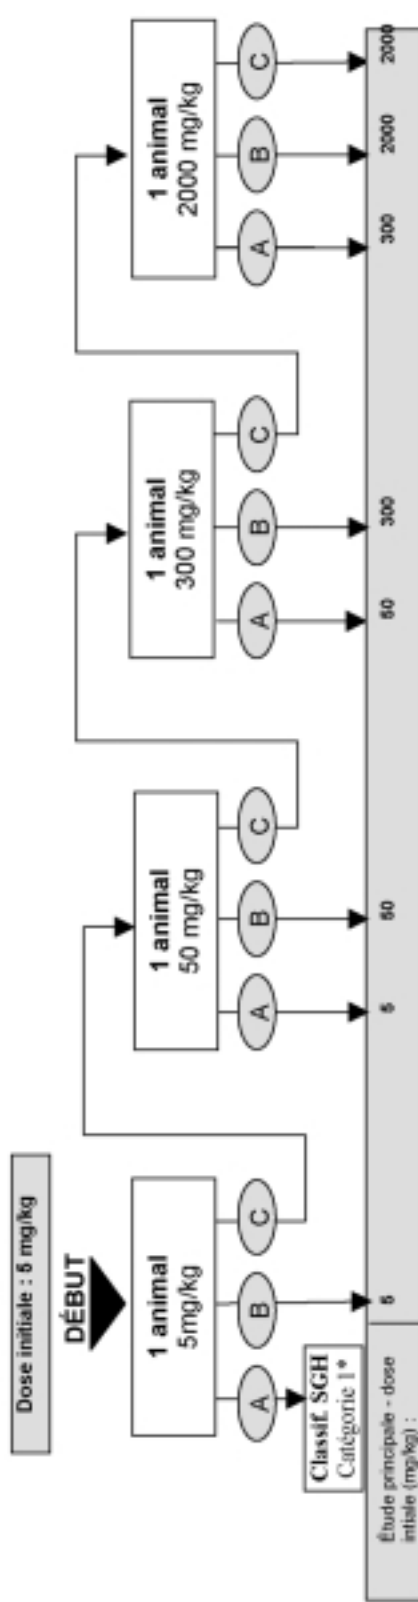 Dose initiale : 5 mg/kg
DÉBUT
1 animal
5mg/kg
A
B
C
Classif. SGH
Catégorie 1*
1 animal
50 mg/kg
A
B
C
1 animal
300 mg/kg
A
B
C
1 animal
2000 mg/kg
A
B
C
Étude principale - dose
intiale (mg/kg) :
5
5
50
50
300
300
2000
2000